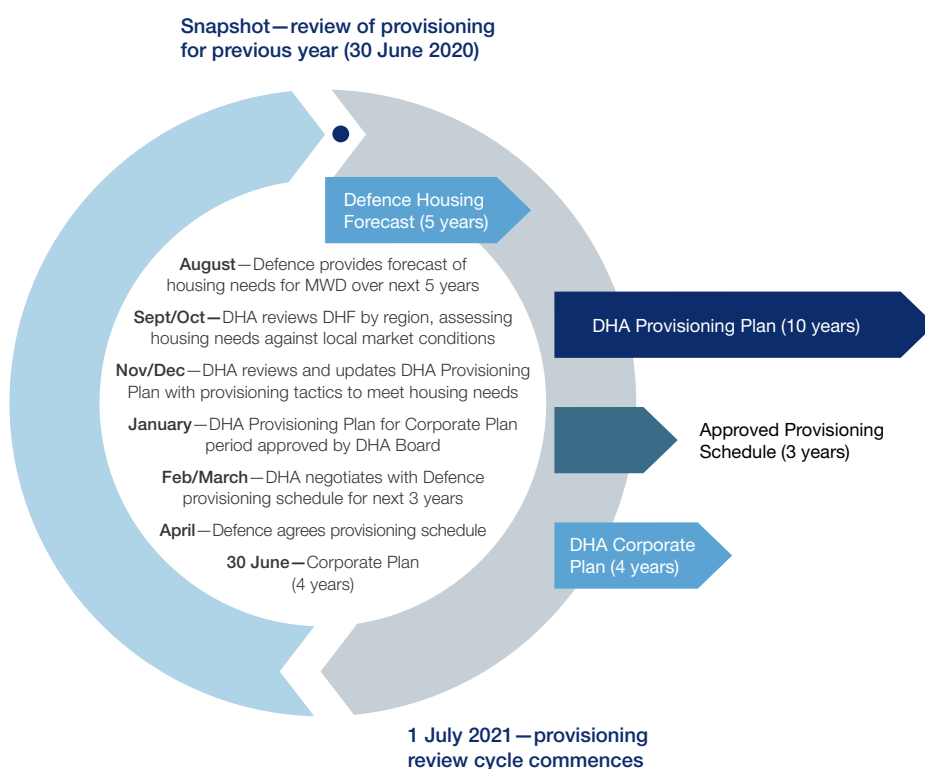 Snapshot—review of provisioning
for previous year (30 June 2020)
Defence Housing
Forecast (5 years)
August—Defence provides forecast of
housing needs for MWD over next 5 years
Sept/Oct—DHA reviews DHF by region, assessing
housing needs against local market conditions
Nov/Dec—DHA reviews and updates DHA Provisioning
Plan with provisioning tactics to meet housing needs
January—DHA Provisioning Plan for Corporate Plan
period approved by DHA Board
Feb/March—DHA negotiates with Defence
provisioning schedule for next 3 years
April—Defence agrees provisioning schedule
30 June—Corporate Plan
(4 years)
DHA Provisioning Plan (10 years)
Approved Provisioning
Schedule (3 years)
DHA Corporate
Plan (4 years)
1 July 2021—provisioning
review cycle commences